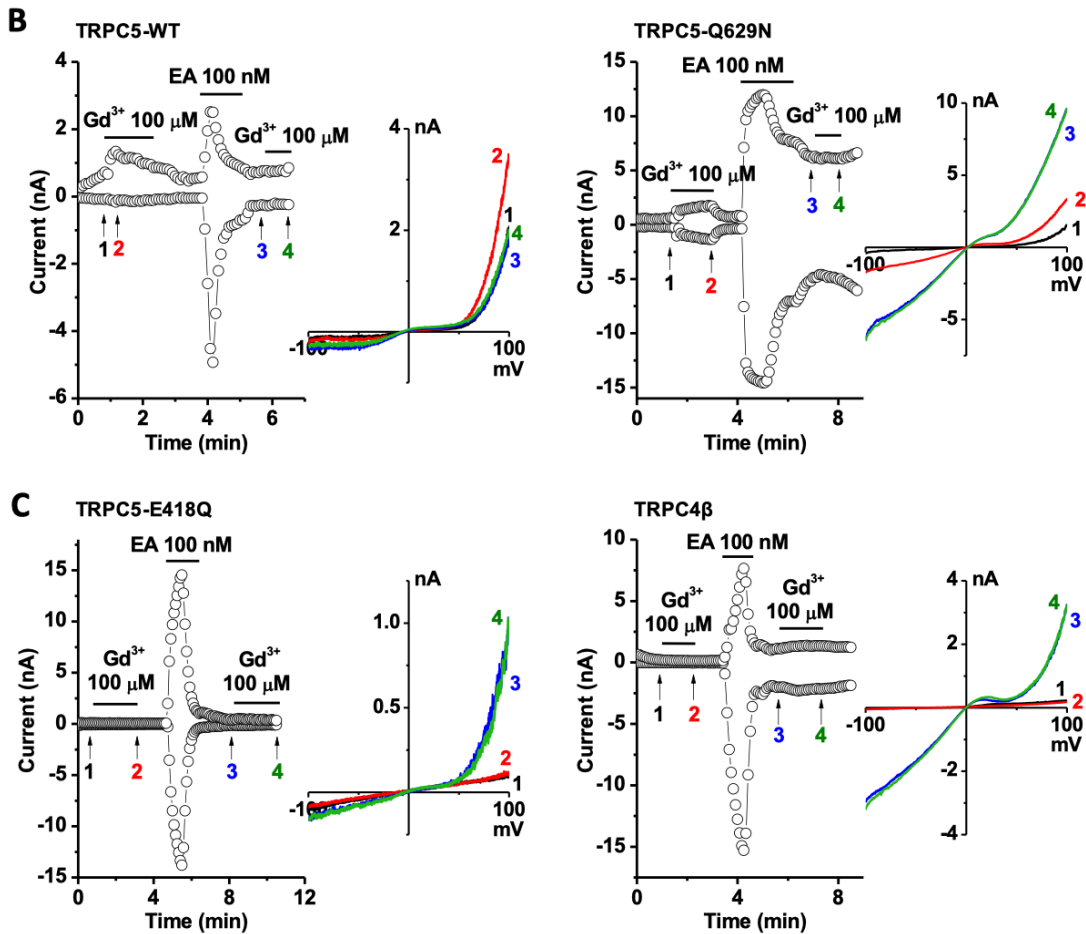 B
TRPC5-WT
6
4
2
0
-2
-4
-6
Current (nA)
0
2
4
6
Time (min)
EA 100 nM
Gd3+ 100 μM
Gd3+ 100 μM
1
2
3
4
nA
4
2
-100
100
mV
2
1
4
3
TRPC5-Q629N
15
10
5
0
-5
-10
-15
Current (nA)
0
2
4
6
8
Time (min)
EA 100 nM
Gd3+ 100 μM
Gd3+ 100 μM
1
2
3
4
nA
10
5
-5
-100
100
mV
4
3
2
1
C
TRPC5-E418Q
15
10
5
0
-5
-10
-15
Current (nA)
0
4
8
12
Time (min)
EA 100 nM
Gd3+
100 μM
Gd3+
100 μM
1
2
3
4
nA
1.0
0.5
100
mV
4
3
2
1
TRPC4β
10
5
0
-5
-10
-15
Current (nA)
0
2
4
6
8
Time (min)
EA 100 nM
Gd3+
100 μM
Gd3+
100 μM
1
2
3
4
nA
4
2
-2
-4
-100
100
mV
4
3
1
2